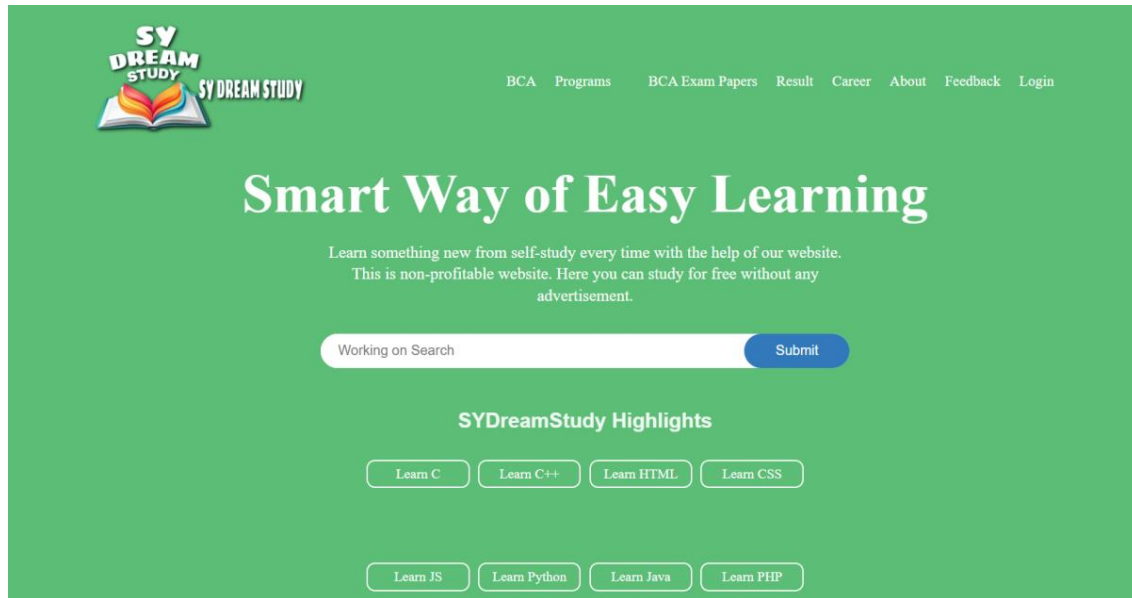 SY
DREAM
STUDY
SY DREAM STUDY
BCA Programs BCA Exam Papers Result Career About Feedback Login
Smart Way of Easy Learning
Learn something new from self-study every time with the help of our website.
This is non-profitable website. Here you can study for free without any
advertisement.
Working on Search Submit
SYDreamStudy Highlights
Learn C Learn C++ Learn HTML Learn CSS
Learn JS Learn Python Learn Java Learn PHP